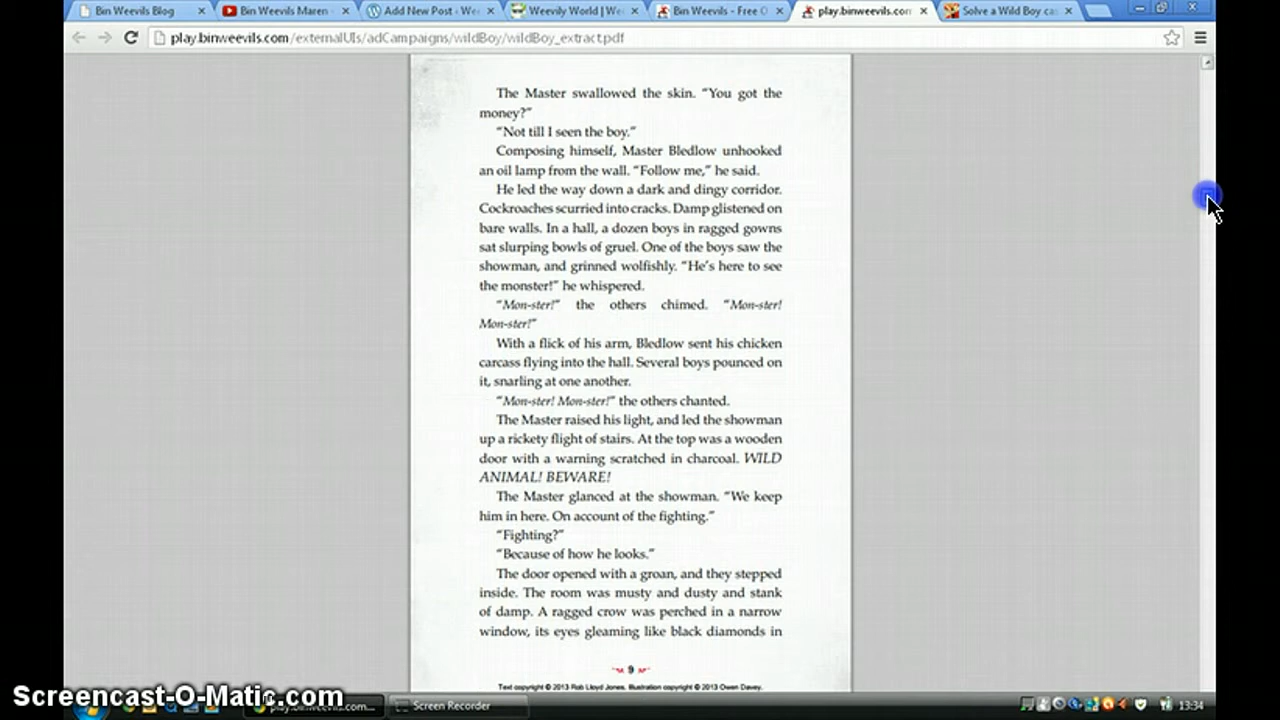 Bin Weevils Blog
Bin Weevils Maren
Add New Post ‹ We
Weevily World | We
Bin Weevils - Free O
play.binweevils.com
Solve a Wild Boy ca
play.binweevils.com/externalUIs/adCampaigns/wildBoy/wildBoy_extract.pdf
The Master swallowed the skin. “You got the
money?”
“Not till I seen the boy.”
Composing himself, Master Bledlow unhooked
an oil lamp from the wall. “Follow me,” he said.
He led the way down a dark and dingy corridor.
Cockroaches scurried into cracks. Damp glistened on
bare walls. In a hall, a dozen boys in ragged gowns
sat slurping bowls of gruel. One of the boys saw the
showman, and grinned wolfishly. “He’s here to see
the monster!” he whispered.
“Mon-ster!” the others chimed. “Mon-ster!
Mon-ster!”
With a flick of his arm, Bledlow sent his chicken
carcass flying into the hall. Several boys pounced on
it, snarling at one another.
“Mon-ster! Mon-ster!” the others chanted.
The Master raised his light, and led the showman
up a rickety flight of stairs. At the top was a wooden
door with a warning scratched in charcoal. WILD
ANIMAL! BEWARE!
The Master glanced at the showman. “We keep
him in here. On account of the fighting.”
“Fighting?”
“Because of how he looks.”
The door opened with a groan, and they stepped
inside. The room was musty and dusty and stank
of damp. A ragged crow was perched in a narrow
window, its eyes gleaming like black diamonds in
9
Text copyright © 2013 Rob Lloyd Jones. Illustration copyright © 2013 Owen Davey.
Screencast-O-Matic.com
play.binweevils.com...
Screen Recorder
13:34